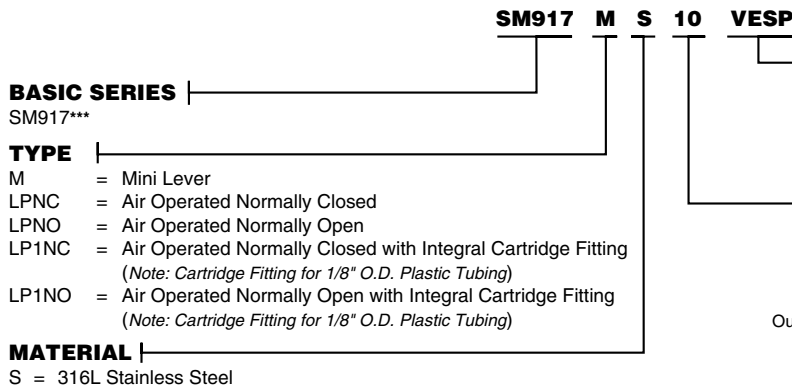 SM917 M S 10 VESP
BASIC SERIES
SM917***
TYPE
M = Mini Lever
LPNC = Air Operated Normally Closed
LPNO = Air Operated Normally Open
LP1NC = Air Operated Normally Closed with Integral Cartridge Fitting
(Note: Cartridge Fitting for 1/8" O.D. Plastic Tubing)
LP1NO = Air Operated Normally Open with Integral Cartridge Fitting
(Note: Cartridge Fitting for 1/8" O.D. Plastic Tubing)
Ou
MATERIAL
S = 316L Stainless Steel